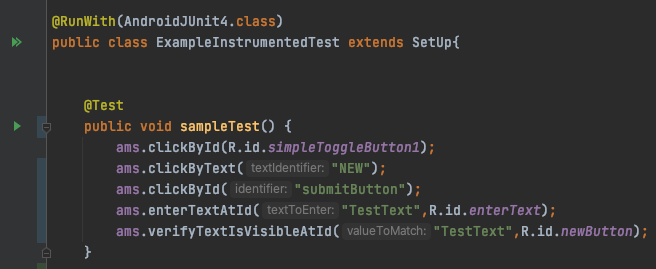 @RunWith(AndroidJUnit4.class)
public class ExampleInstrumentedTest extends SetUp{
@Test
public void sampleTest() {
ams.clickById(R.id.simpleToggleButton1);
ams.clickByText( textIdentifier: "NEW");
ams.clickById( identifier: "submitButton");
ams.enterTextAtId( textToEnter: "TestText",R.id.enterText);
ams.verifyTextIsVisibleAtId( valueToMatch: "TestText",R.id.newButton);
}